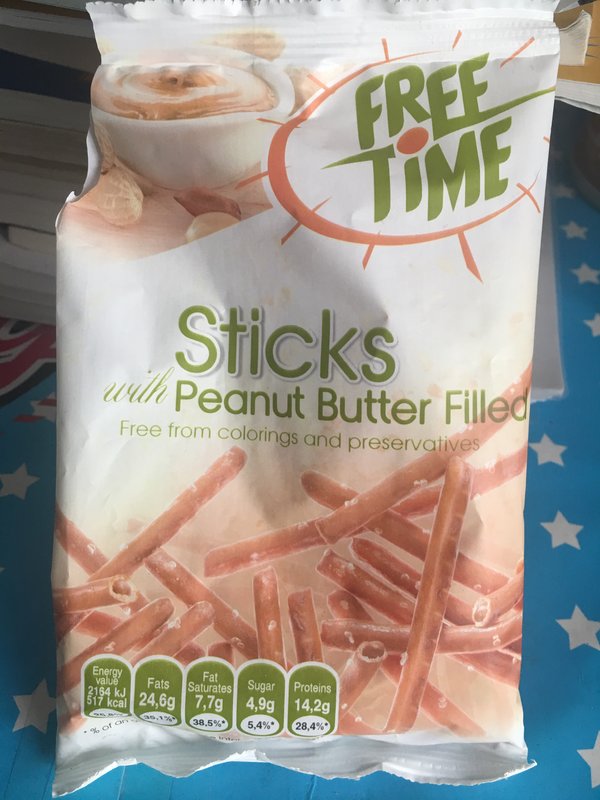 FREE
TiME
Sticks
with Peanut Butter Filled
Free from colorings and preservatives
Energy
value
2164 kJ
517 kcal
Fats
24,6g
35,1%*
Fat
Saturates
7,7g
38,5%*
Sugar
4,9g
5,4%*
Proteins
14,2g
28,4%*
* % of an